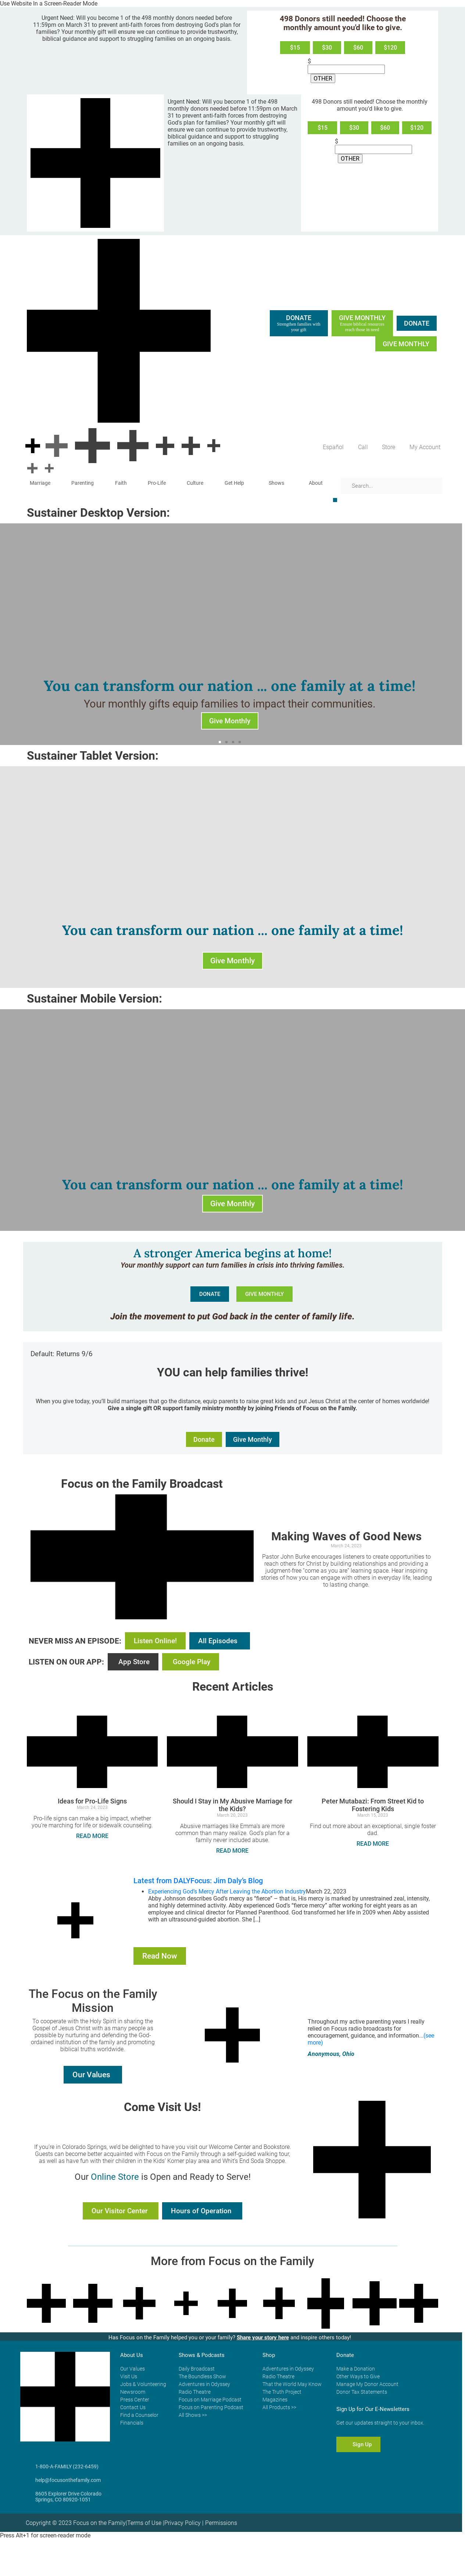 Use Website In a Screen-Reader Mode
Urgent Need: Will you become 1 of the 498 monthly donors needed before
11:59pm on March 31 to prevent anti-faith forces from destroying God's plan for
families? Your monthly gift will ensure we can continue to provide trustworthy,
biblical guidance and support to struggling families on an ongoing basis.
498 Donors still needed! Choose the
monthly amount you'd like to give.
$15 $30 $60 $120
$
OTHER
Urgent Need: Will you become 1 of the 498
monthly donors needed before 11:59pm on March
31 to prevent anti-faith forces from destroying
God's plan for families? Your monthly gift will
ensure we can continue to provide trustworthy,
biblical guidance and support to struggling
families on an ongoing basis.
498 Donors still needed! Choose the monthly
amount you'd like to give.
$15 $30 $60 $120
$
OTHER
DONATE
Strengthen families with
your gift
GIVE MONTHLY
Ensure biblical resources
reach those in need
DONATE
GIVE MONTHLY
Español Call Store My Account
Marriage Parenting Faith Pro-Life Culture Get Help Shows About
Search...
Sustainer Desktop Version:
You can transform our nation ... one family at a time!
Your monthly gifts equip families to impact their communities.
Give Monthly
Sustainer Tablet Version:
You can transform our nation ... one family at a time!
Give Monthly
Sustainer Mobile Version:
You can transform our nation ... one family at a time!
Give Monthly
A stronger America begins at home!
Your monthly support can turn families in crisis into thriving families.
DONATE GIVE MONTHLY
Join the movement to put God back in the center of family life.
Default: Returns 9/6
YOU can help families thrive!
When you give today, you'll build marriages that go the distance, equip parents to raise great kids and put Jesus Christ at the center of homes worldwide!
Give a single gift OR support family ministry monthly by joining Friends of Focus on the Family.
Donate Give Monthly
Focus on the Family Broadcast
Making Waves of Good News
March 24, 2023
Pastor John Burke encourages listeners to create opportunities to
reach others for Christ by building relationships and providing a
judgment-free "come as you are" learning space. Hear inspiring
stories of how you can engage with others in everyday life, leading
to lasting change.
NEVER MISS AN EPISODE: Listen Online! All Episodes
LISTEN ON OUR APP: App Store Google Play
Recent Articles
Ideas for Pro-Life Signs
March 24, 2023
Pro-life signs can make a big impact, whether
you're marching for life or sidewalk counseling.
READ MORE
Should I Stay in My Abusive Marriage for
the Kids?
March 20, 2023
Abusive marriages like Emma's are more
common than many realize. God's plan for a
family never included abuse.
READ MORE
Peter Mutabazi: From Street Kid to
Fostering Kids
March 15, 2023
Find out more about an exceptional, single foster
dad.
READ MORE
Latest from DALYFocus: Jim Daly's Blog
Experiencing God's Mercy After Leaving the Abortion IndustryMarch 22, 2023
Abby Johnson describes God's mercy as "fierce" – that is, His mercy is marked by unrestrained zeal, intensity,
and highly determined activity. Abby experienced God's "fierce mercy" after working for eight years as an
employee and clinical director for Planned Parenthood. God transformed her life in 2009 when Abby assisted
with an ultrasound-guided abortion. She [...]
Read Now
The Focus on the Family
Mission
To cooperate with the Holy Spirit in sharing the
Gospel of Jesus Christ with as many people as
possible by nurturing and defending the God-
ordained institution of the family and promoting
biblical truths worldwide.
Our Values
Throughout my active parenting years I really
relied on Focus radio broadcasts for
encouragement, guidance, and information...(see
more)
Anonymous, Ohio
Come Visit Us!
If you're in Colorado Springs, we'd be delighted to have you visit our Welcome Center and Bookstore.
Guests can become better acquainted with Focus on the Family through a self-guided walking tour,
as well as have fun with their children in the Kids' Korner play area and Whit's End Soda Shoppe.
Our Online Store is Open and Ready to Serve!
Our Visitor Center Hours of Operation
More from Focus on the Family
Has Focus on the Family helped you or your family? Share your story here and inspire others today!
1-800-A-FAMILY (232-6459)
help@focusonthefamily.com
8605 Explorer Drive Colorado
Springs, CO 80920-1051
About Us
Our Values
Visit Us
Jobs & Volunteering
Newsroom
Press Center
Contact Us
Find a Counselor
Financials
Shows & Podcasts
Daily Broadcast
The Boundless Show
Adventures in Odyssey
Radio Theatre
Focus on Marriage Podcast
Focus on Parenting Podcast
All Shows >>
Shop
Adventures in Odyssey
Radio Theatre
That the World May Know
The Truth Project
Magazines
All Products >>
Donate
Make a Donation
Other Ways to Give
Manage My Donor Account
Donor Tax Statements
Sign Up for Our E-Newsletters
Get our updates straight to your inbox.
Sign Up
Copyright © 2023 Focus on the Family|Terms of Use |Privacy Policy | Permissions
Press Alt+1 for screen-reader mode